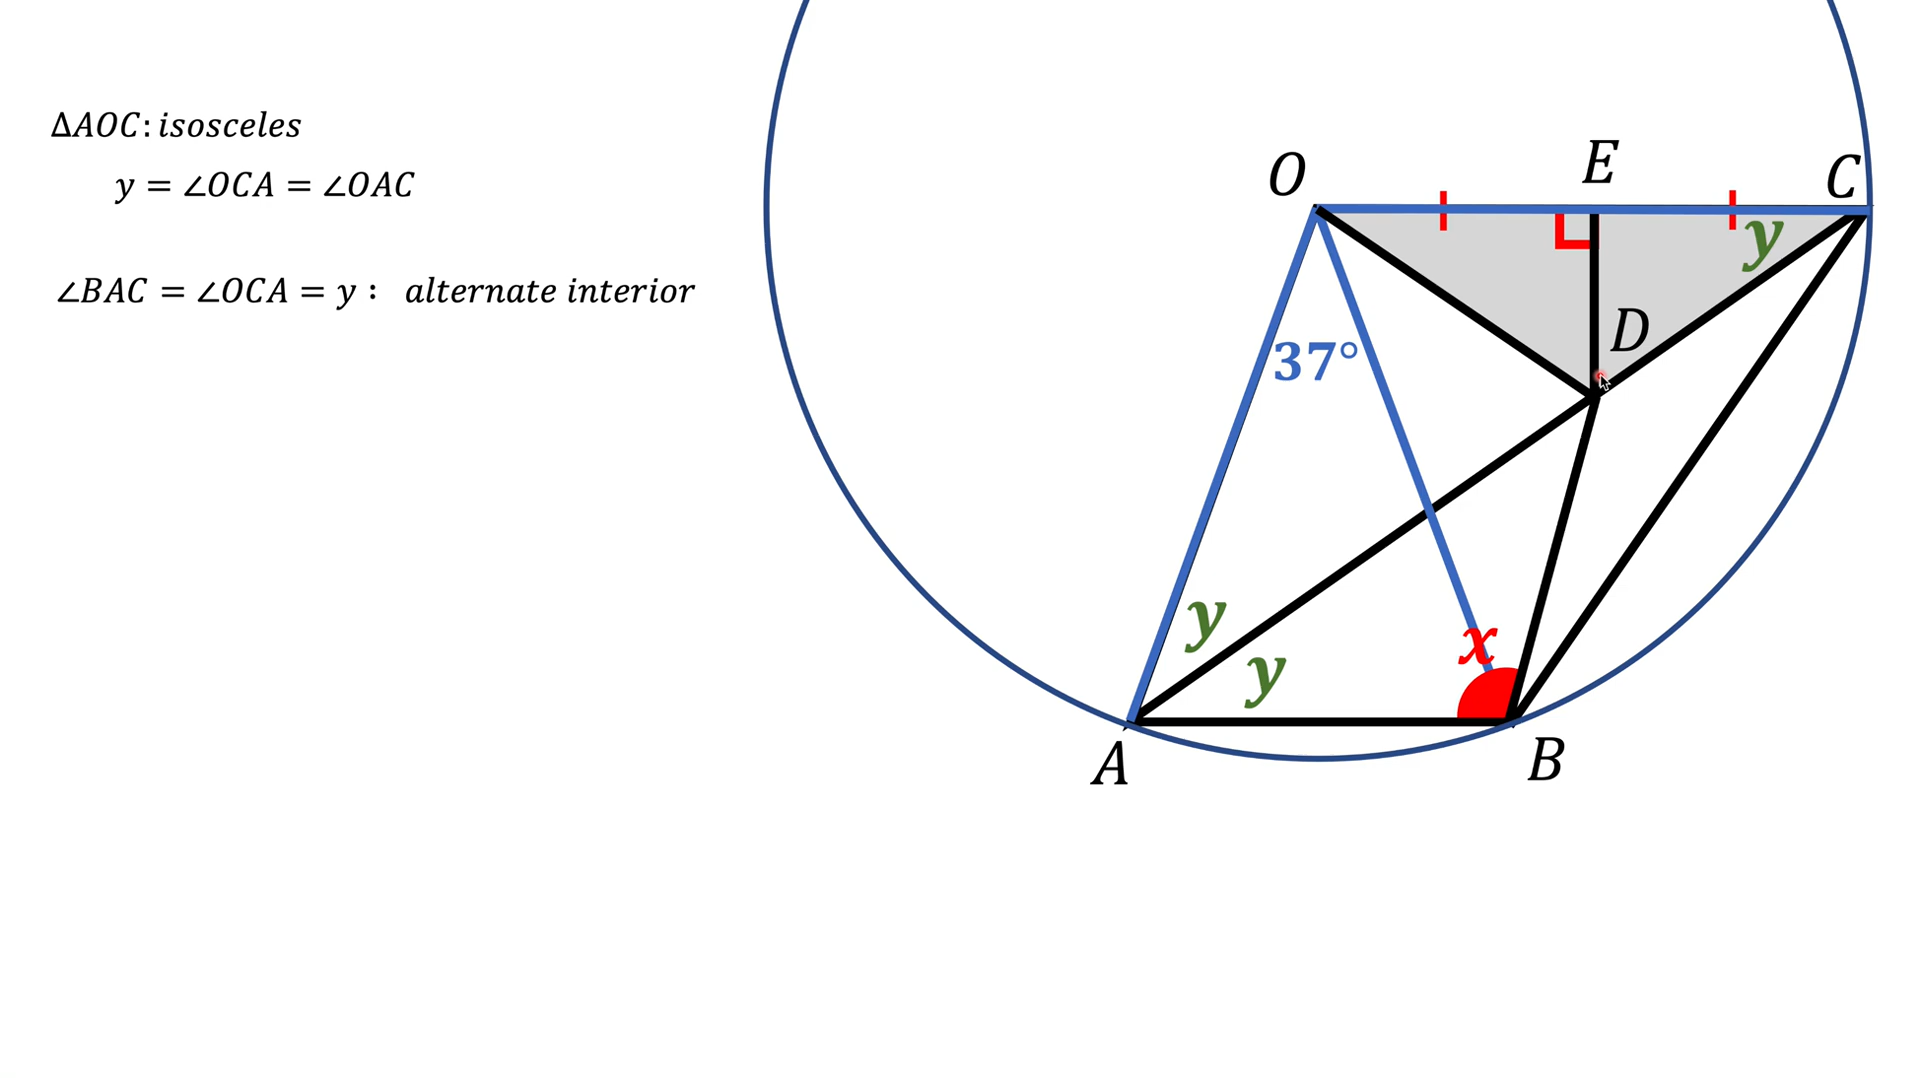 ΔAOC: isosceles
y = ∠OCA = ∠OAC
∠BAC = ∠OCA = y : alternate interior
O
E
C
y
D
37°
y
x
y
A
B